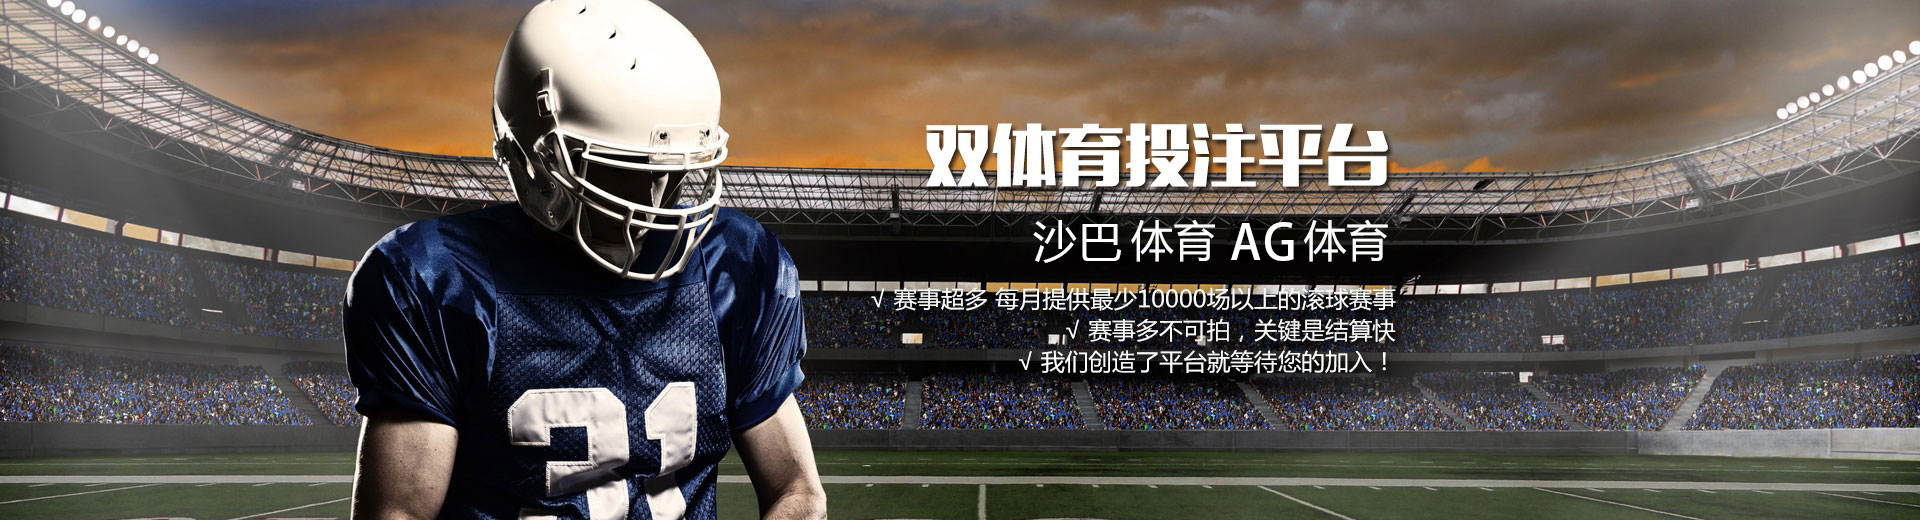 双体育投注平台
沙巴体育 AG体育
√ 赛事超多 每月提供最少10000场以上的滚球赛事
√ 赛事多不可拍，关键是结算快
√ 我们创造了平台就等待您的加入！
31